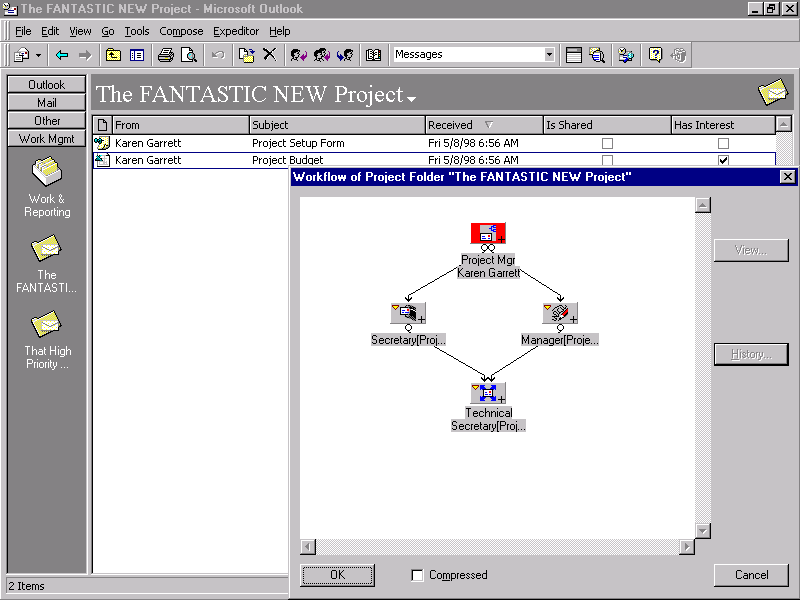 The FANTASTIC NEW Project - Microsoft Outlook
File Edit View Go Tools Compose Expeditor Help
Messages
Outlook
Mail
Other
Work Mgmt
Work &
Reporting
The
FANTASTI...
That High
Priority ...
The FANTASTIC NEW Project
From Subject Received Is Shared Has Interest
Karen Garrett Project Setup Form Fri 5/8/98 6:56 AM
Karen Garrett Project Budget Fri 5/8/98 6:56 AM
Workflow of Project Folder "The FANTASTIC NEW Project"
Project Mgr
Karen Garrett
Secretary[Proj...
Manager[Proje...
Technical
Secretary[Proj...
View...
History...
OK
Compressed
Cancel
2 Items